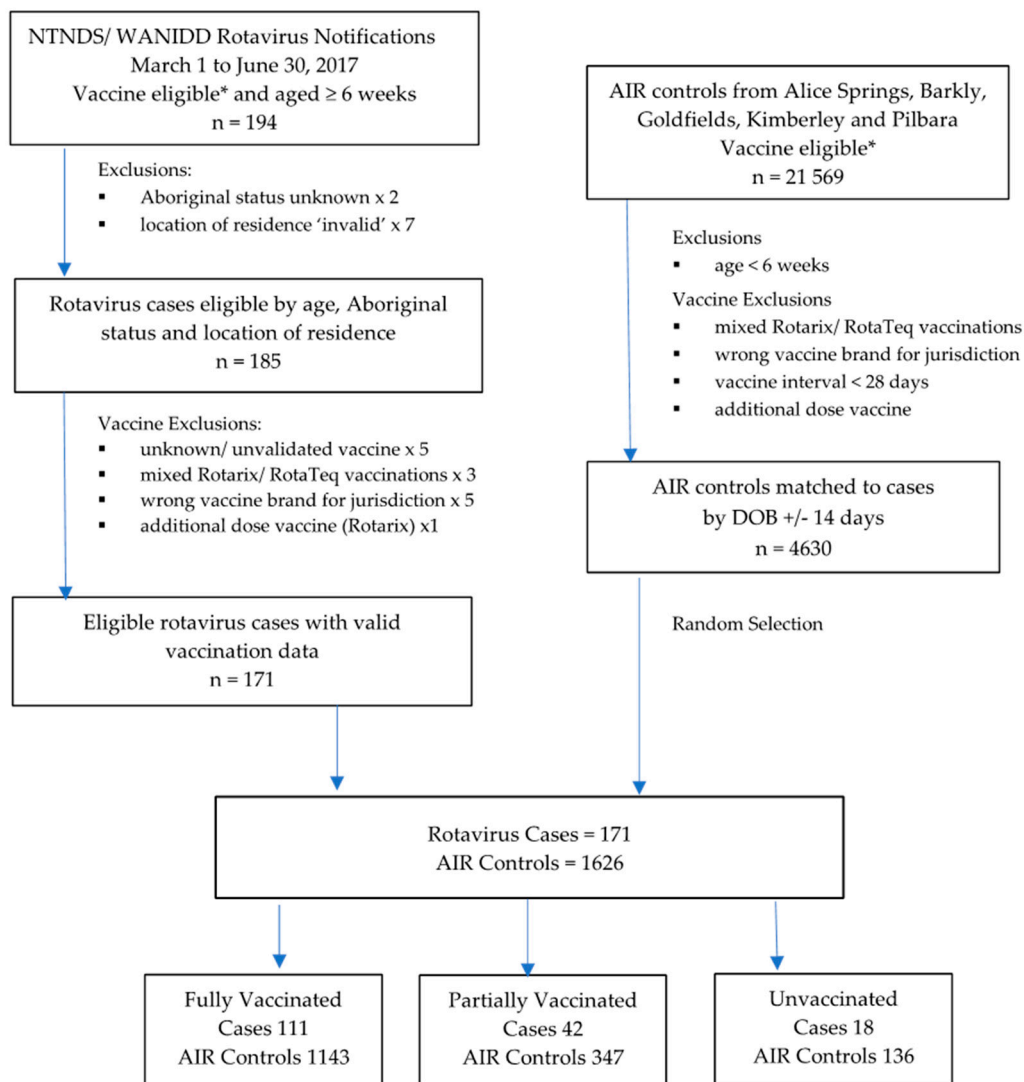 NTNDS/ WANIDD Rotavirus Notifications
March 1 to June 30, 2017
Vaccine eligible* and aged ≥ 6 weeks
n = 194
Exclusions:
▪ Aboriginal status unknown x 2
▪ location of residence ‘invalid’ x 7
Rotavirus cases eligible by age, Aboriginal
status and location of residence
n = 185
Vaccine Exclusions:
▪ unknown/ unvalidated vaccine x 5
▪ mixed Rotarix/ RotaTeq vaccinations x 3
▪ wrong vaccine brand for jurisdiction x 5
▪ additional dose vaccine (Rotarix) x1
Eligible rotavirus cases with valid
vaccination data
n = 171
AIR controls from Alice Springs, Barkly,
Goldfields, Kimberley and Pilbara
Vaccine eligible*
n = 21 569
Exclusions
▪ age < 6 weeks
Vaccine Exclusions
▪ mixed Rotarix/ RotaTeq vaccinations
▪ wrong vaccine brand for jurisdiction
▪ vaccine interval < 28 days
▪ additional dose vaccine
AIR controls matched to cases
by DOB +/- 14 days
n = 4630
Random Selection
Rotavirus Cases = 171
AIR Controls = 1626
Fully Vaccinated
Cases 111
AIR Controls 1143
Partially Vaccinated
Cases 42
AIR Controls 347
Unvaccinated
Cases 18
AIR Controls 136